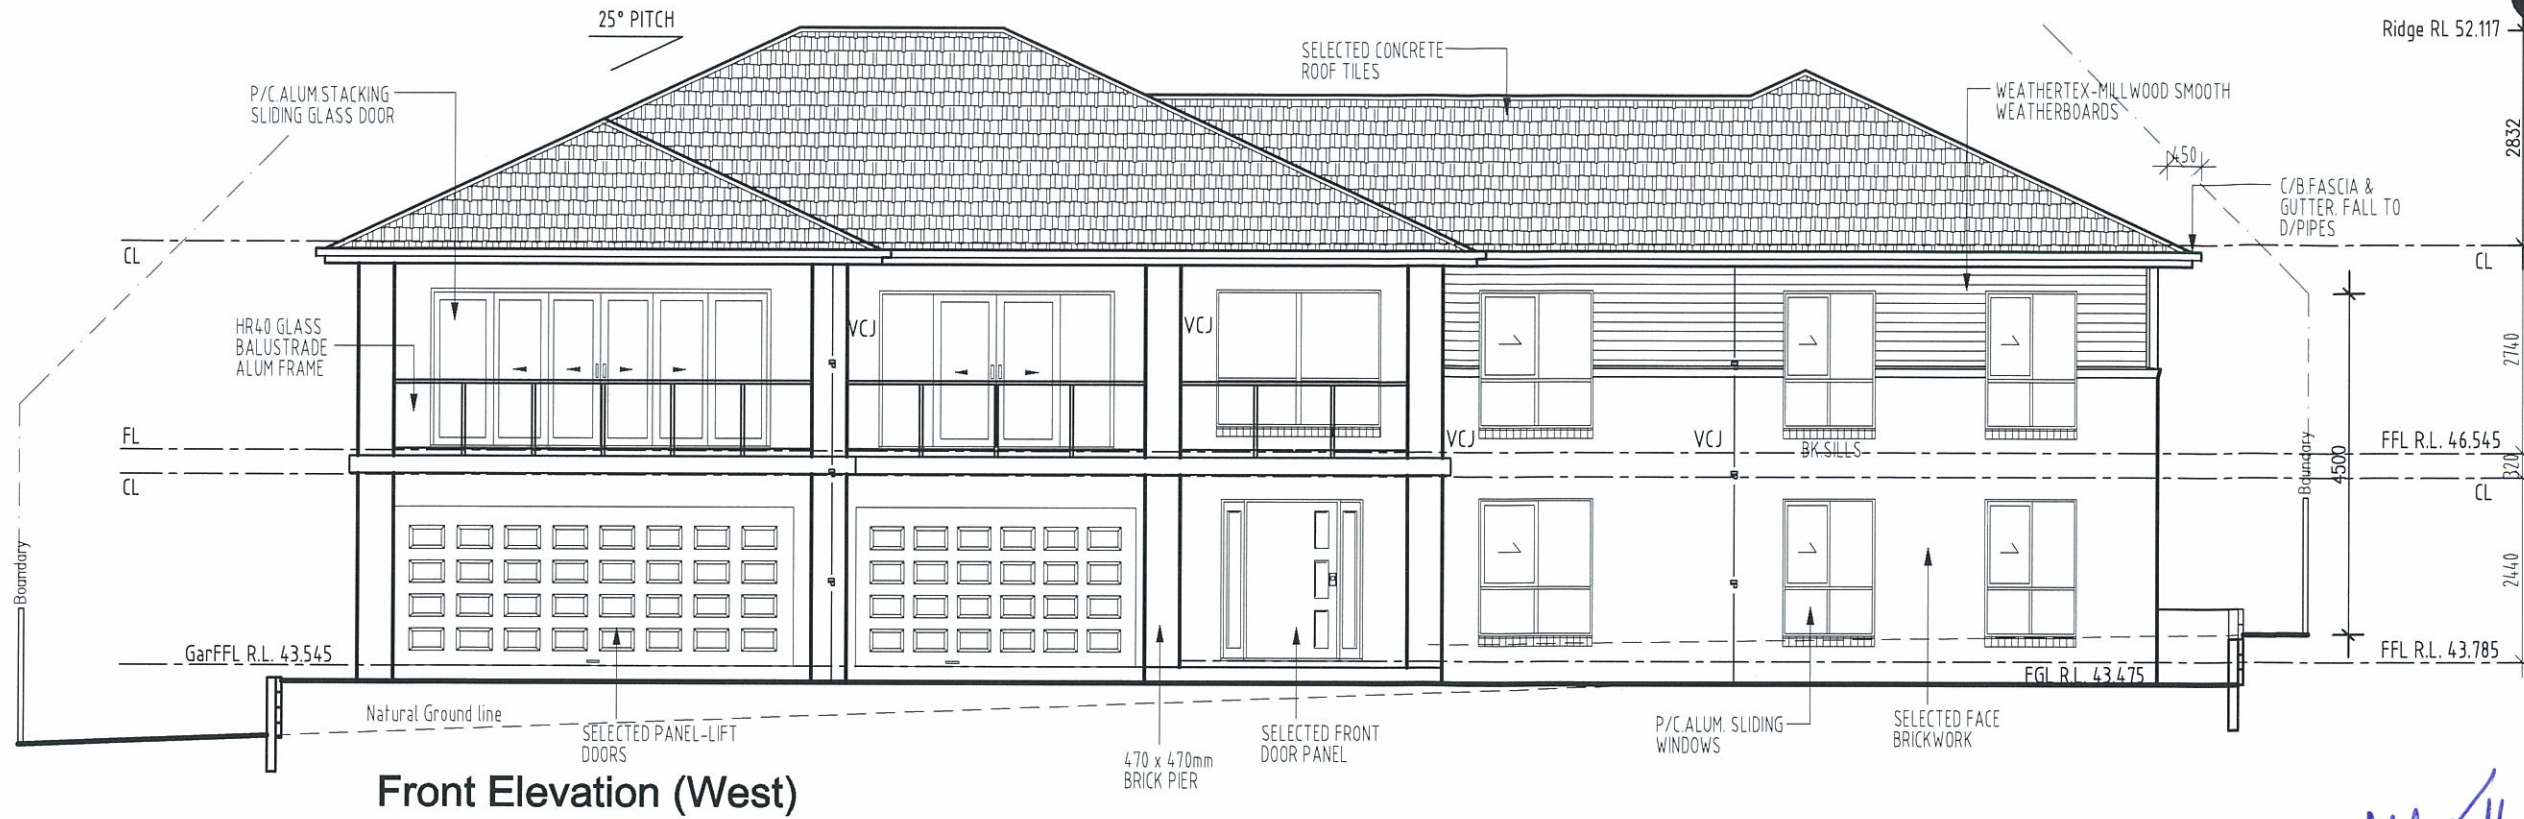 25° PITCH
Ridge RL 52.117
SELECTED CONCRETE
ROOF TILES
P/C.ALUM.STACKING
SLIDING GLASS DOOR
WEATHERTEX-MILLWOOD SMOOTH
WEATHERBOARDS
2832
450
C/B.FASCIA &
GUTTER. FALL TO
D/PIPES
CL
CL
HR40 GLASS
BALUSTRADE
ALUM FRAME
VCJ
VCJ
2740
FL
VCJ
VCJ
BK.SILLS
FFL R.L. 46.545
Boundary
4500
320
CL
CL
Boundary
2440
GarFFL R.L. 43.545
FFL R.L. 43.785
FGL R.L. 43.475
Natural Ground line
SELECTED PANEL-LIFT
DOORS
470 x 470mm
BRICK PIER
SELECTED FRONT
DOOR PANEL
P/C.ALUM. SLIDING
WINDOWS
SELECTED FACE
BRICKWORK
Front Elevation (West)